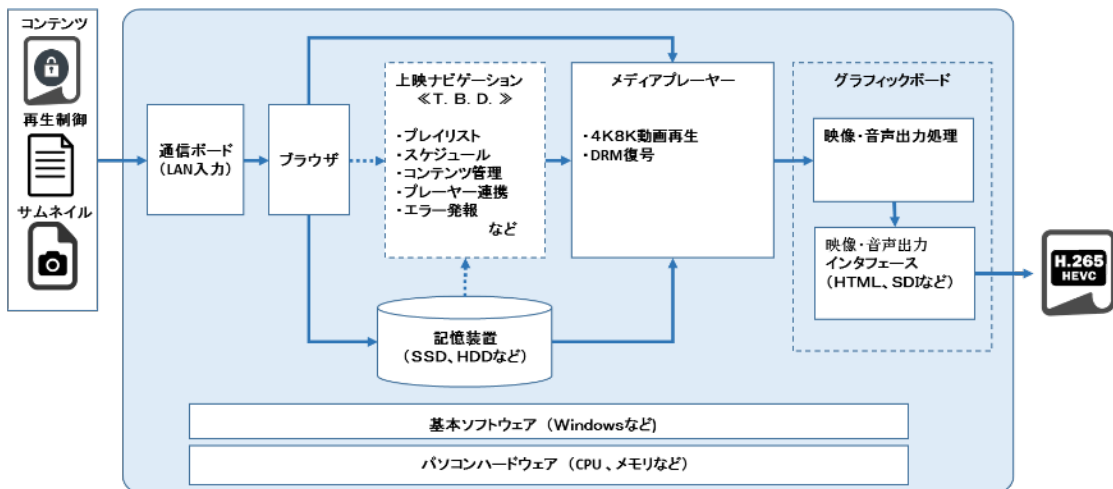 コンテンツ
再生制御
サムネイル
通信ボード
(LAN入力)
ブラウザ
上映ナビゲーション
≪T. B. D. ≫
・プレイリスト
・スケジュール
・コンテンツ管理
・プレーヤー連携
・エラー発報
など
メディアプレーヤー
・4K8K動画再生
・DRM復号
グラフィックボード
映像・音声出力処理
映像・音声出力
インタフェース
(HTML、SDIなど)
H.265
HEVC
記憶装置
(SSD、HDDなど)
基本ソフトウェア (Windowsなど)
パソコンハードウェア (CPU 、メモリなど)